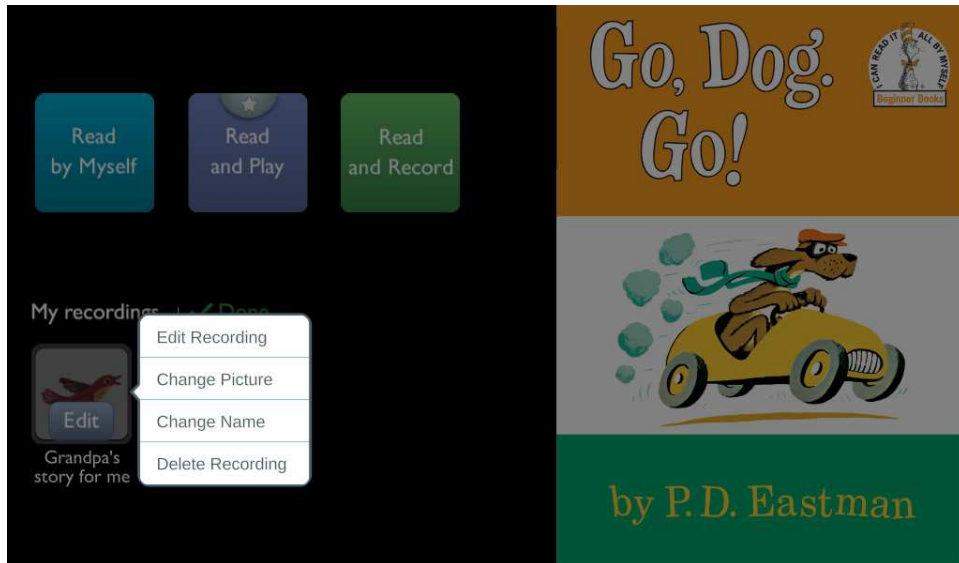 Read
by Myself
Read
and Play
Read
and Record
My recordings
Done
Edit Recording
Change Picture
Change Name
Delete Recording
Edit
Grandpa's
story for me
Go, Dog.
Go!
I CAN READ IT ALL BY MYSELF
Beginner Books
by P. D. Eastman